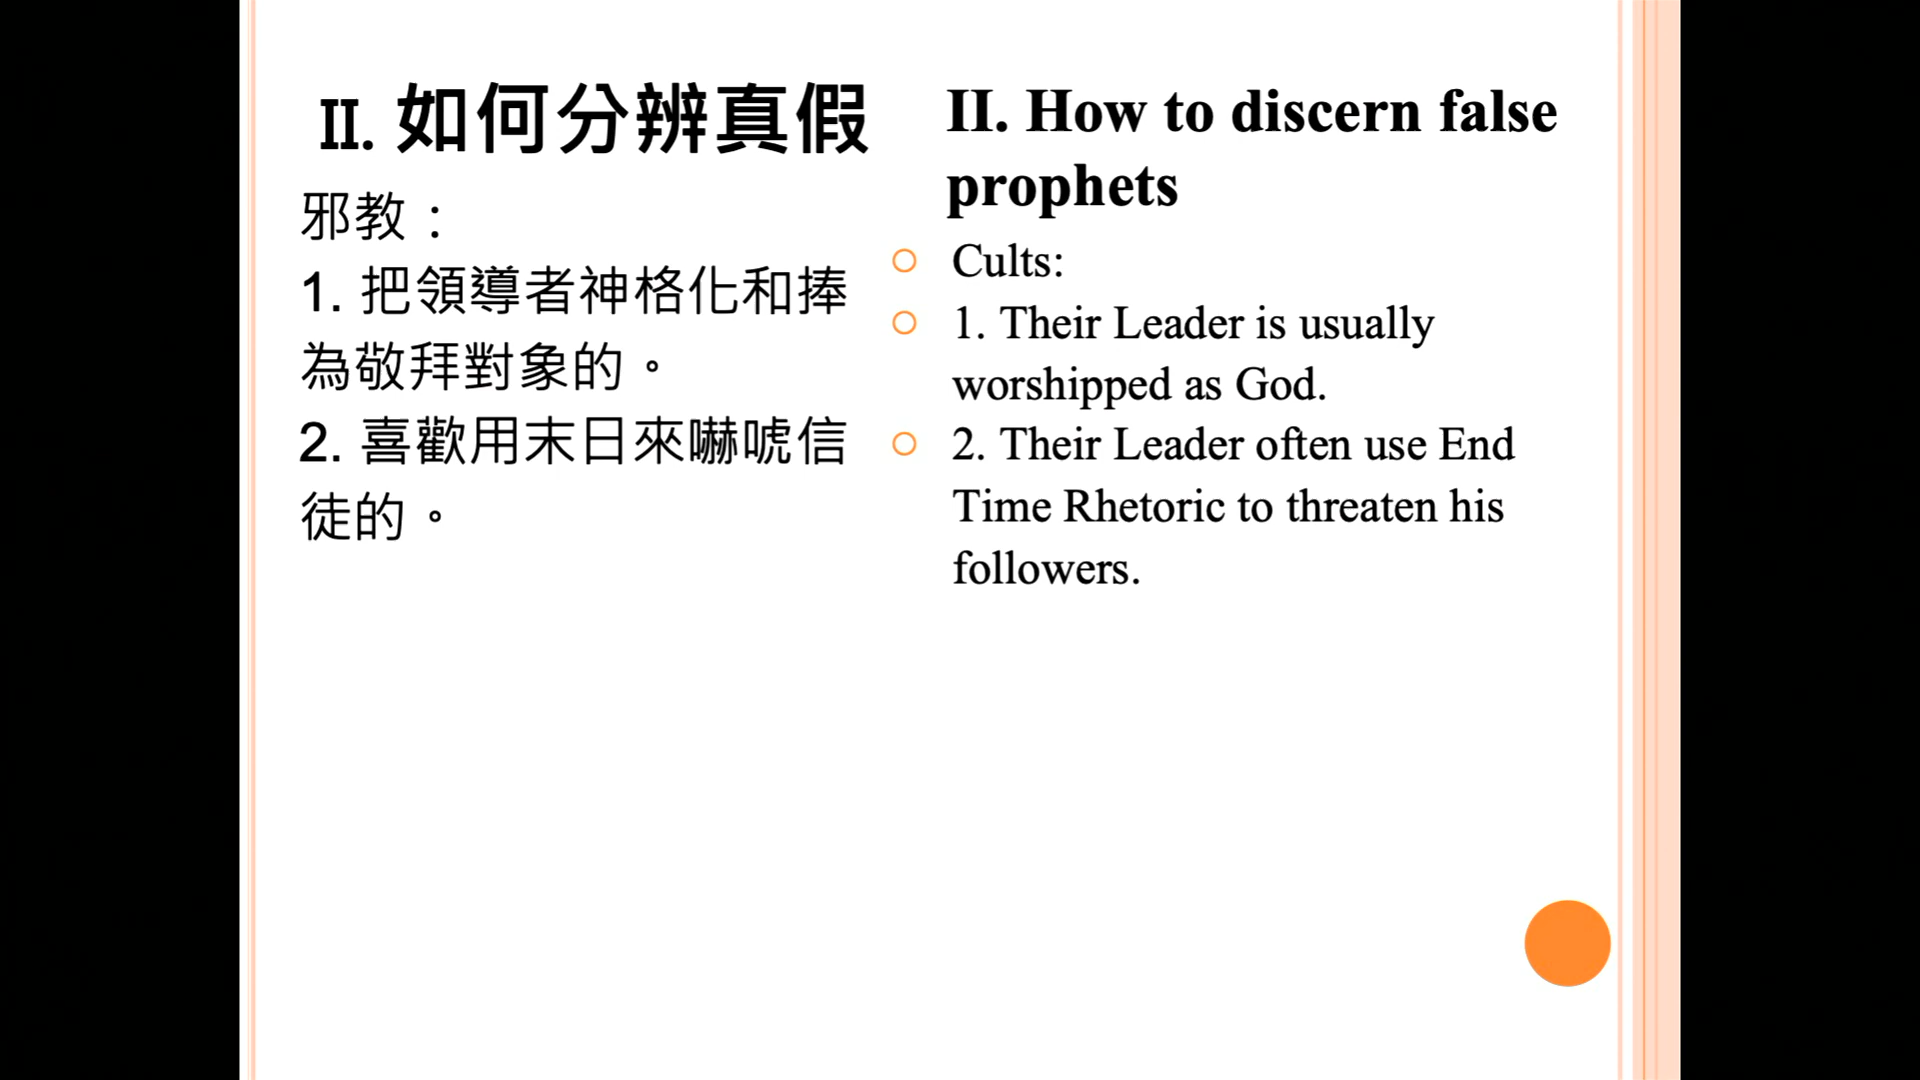 II. 如何分辨真假
邪教：
1. 把領導者神格化和捧
為敬拜對象的。
2. 喜歡用末日來嚇唬信
徒的。
II. How to discern false
prophets
Cults:
1. Their Leader is usually
worshipped as God.
2. Their Leader often use End
Time Rhetoric to threaten his
followers.